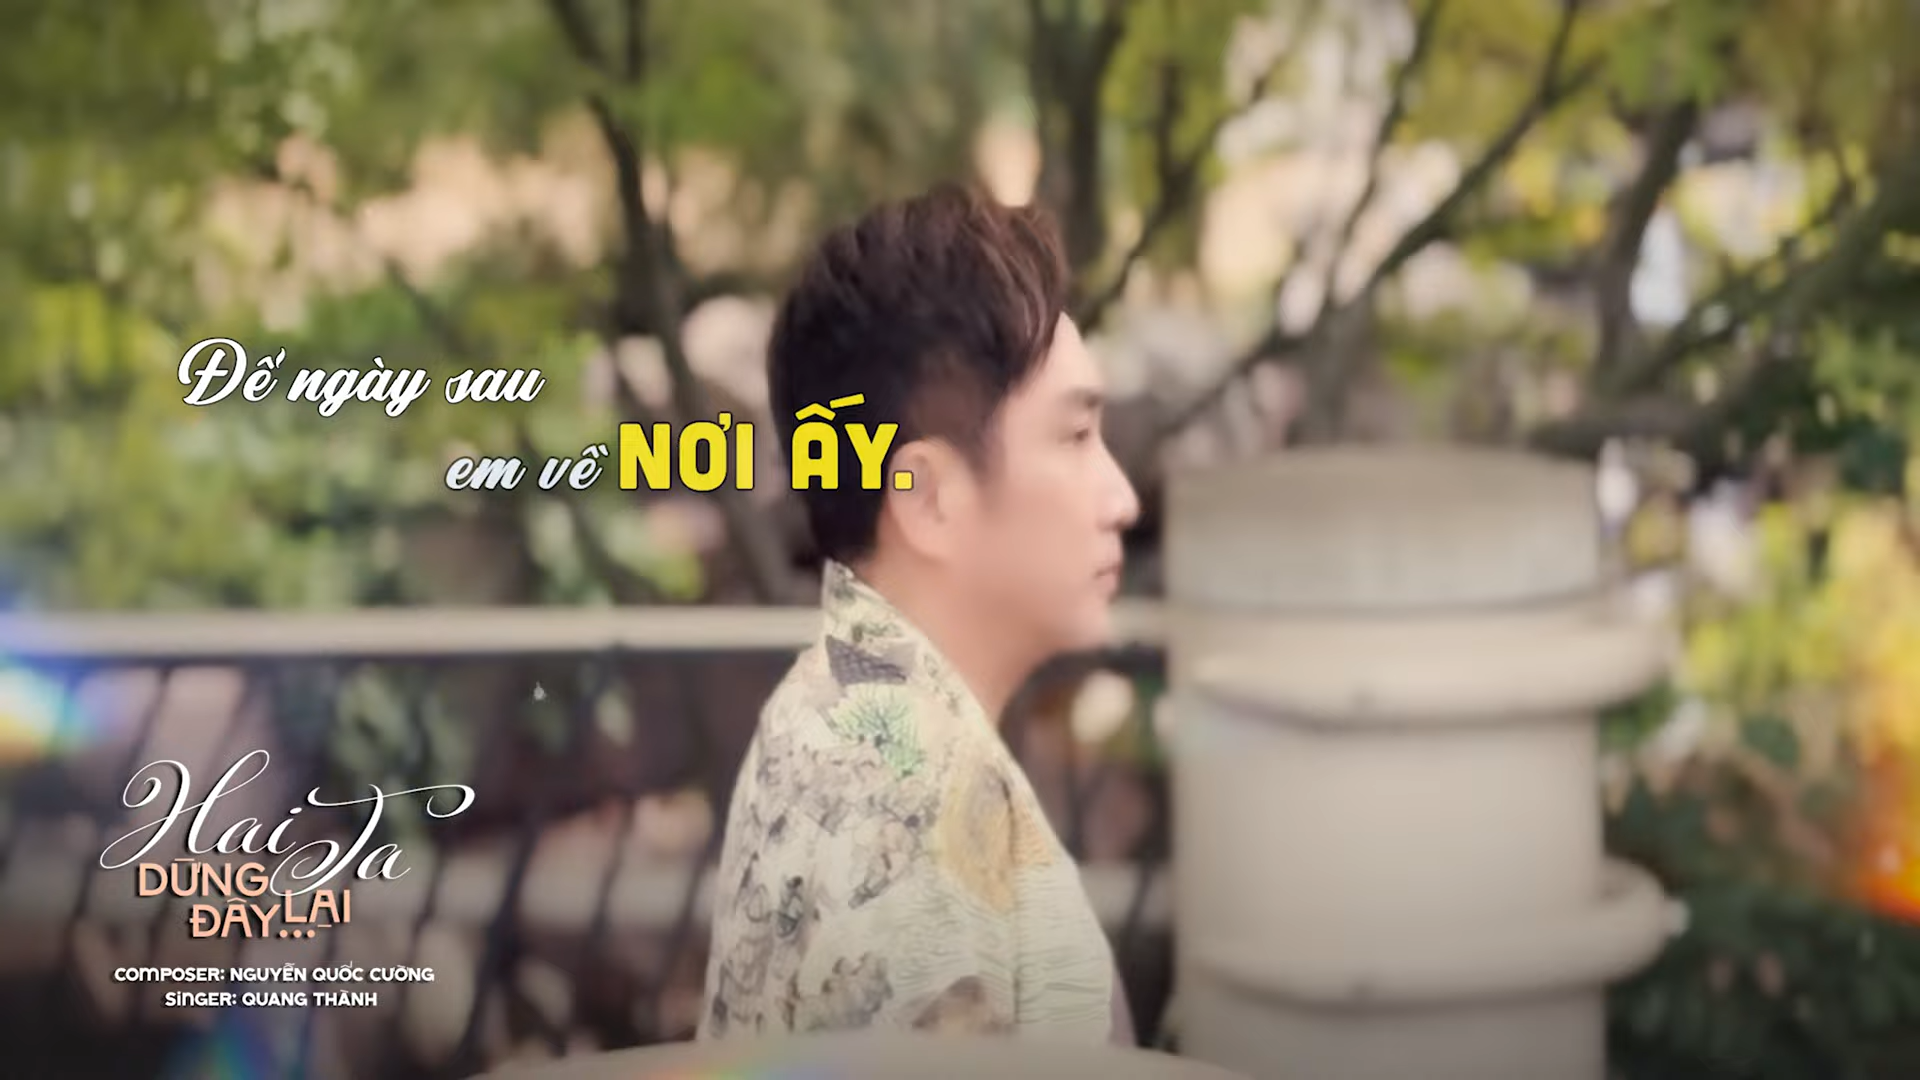 Để ngày sau
em về NƠI ẤY.
Hai Ta
DỪNG LẠI
ĐÂY...
COMPOSER: NGUYỄN QUỐC CƯỜNG
SINGER: QUANG THÀNH